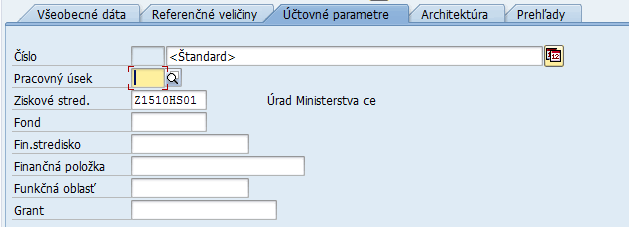 Všeobecné dáta Referenčné veličiny Účtovné parametre Architektúra Prehľady
Číslo <Štandard>
Pracovný úsek
Ziskové stred. Z1510HS01 Úrad Ministerstva ce
Fond
Fin.stredisko
Finančná položka
Funkčná oblasť
Grant